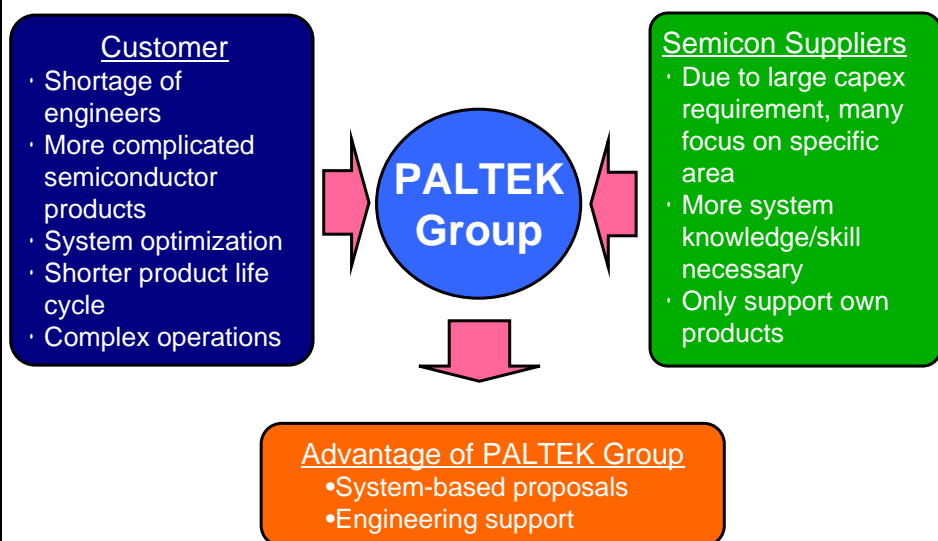 Customer
· Shortage of
engineers
· More complicated
semiconductor
products
· System optimization
· Shorter product life
cycle
· Complex operations
PALTEK
Group
Semicon Suppliers
· Due to large capex
requirement, many
focus on specific
area
· More system
knowledge/skill
necessary
· Only support own
products
Advantage of PALTEK Group
•System-based proposals
•Engineering support